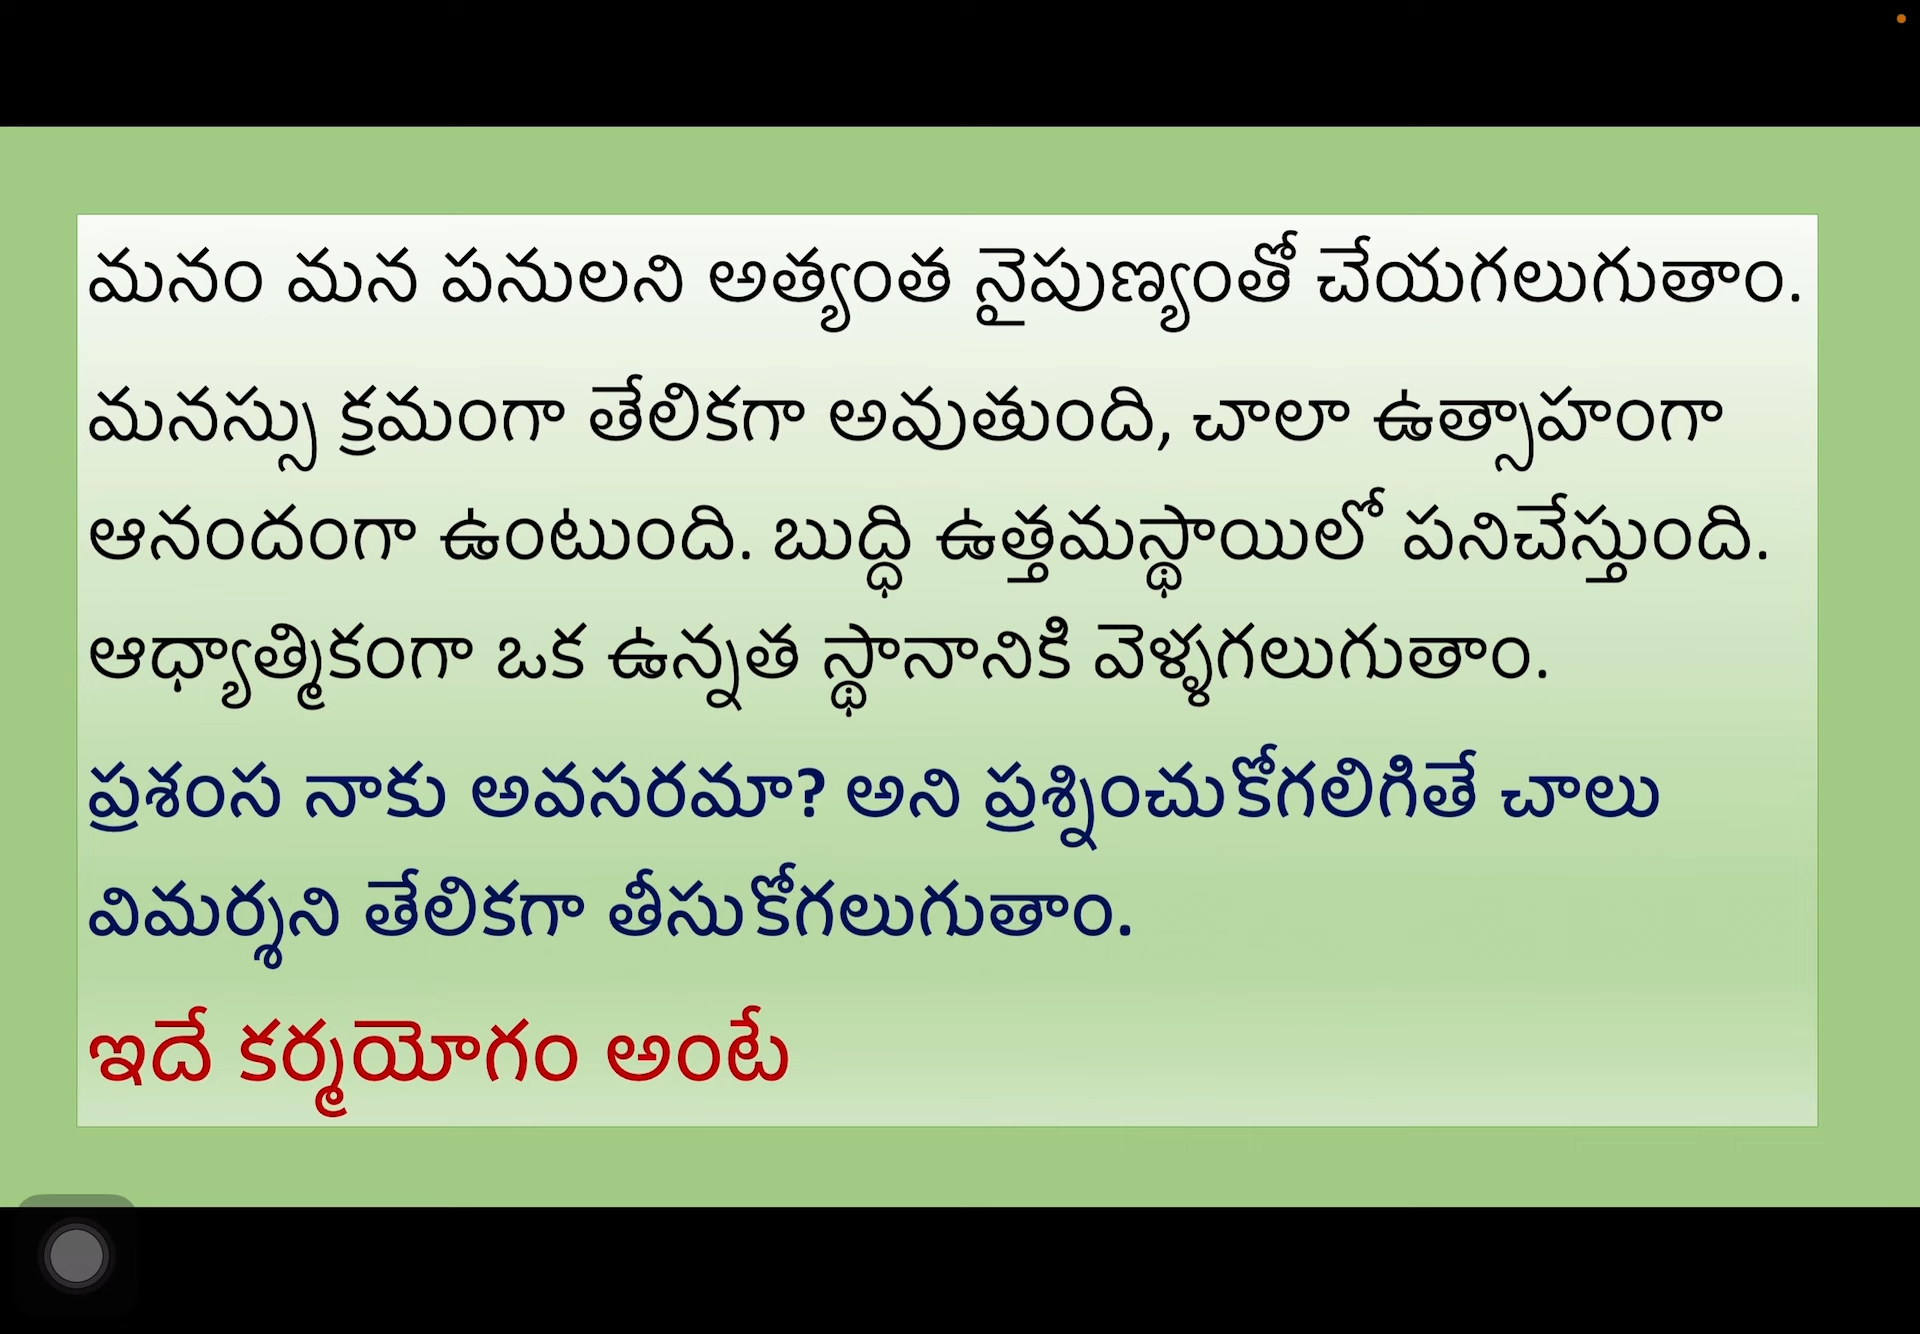 మనం మన పనులని అత్యంత నైపుణ్యంతో చేయగలుగుతాం.
మనస్సు క్రమంగా తేలికగా అవుతుంది, చాలా ఉత్సాహంగా
ఆనందంగా ఉంటుంది. బుద్ధి ఉత్తమస్థాయిలో పనిచేస్తుంది.
ఆధ్యాత్మికంగా ఒక ఉన్నత స్థానానికి వెళ్ళగలుగుతాం.
ప్రశంస నాకు అవసరమా? అని ప్రశ్నించుకోగలిగితే చాలు
విమర్శని తేలికగా తీసుకోగలుగుతాం.
ఇదే కర్మయోగం అంటే